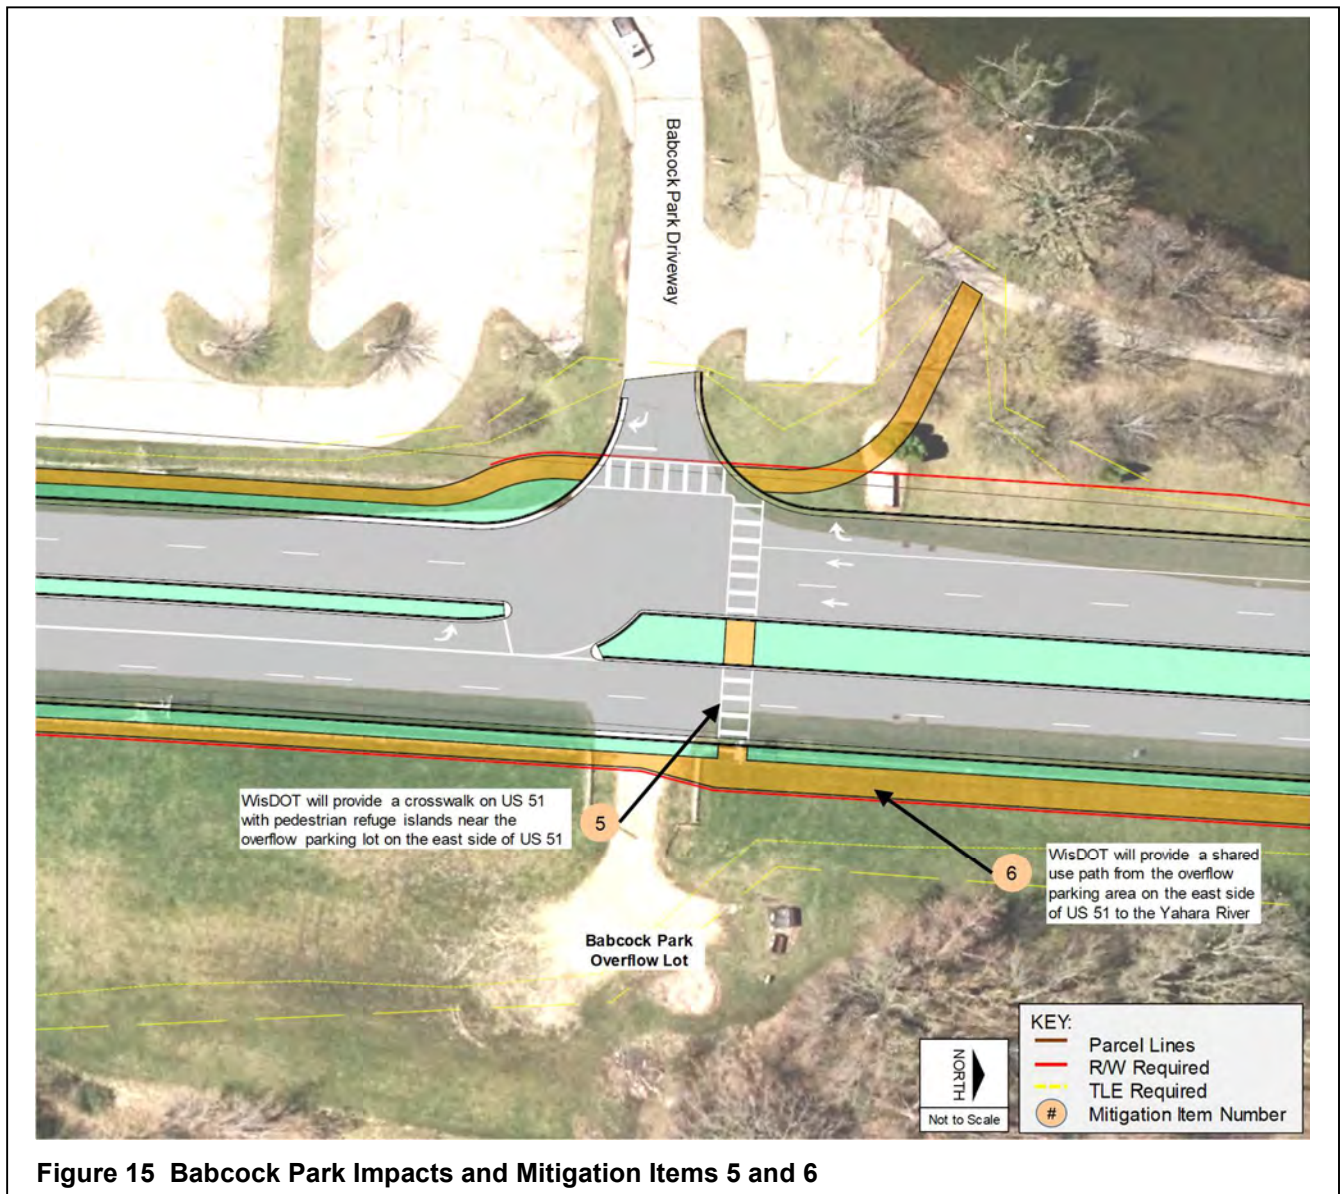 Babcock Park Driveway
WisDOT will provide a crosswalk on US 51
with pedestrian refuge islands near the
overflow parking lot on the east side of US 51
5
6
WisDOT will provide a shared
use path from the overflow
parking area on the east side
of US 51 to the Yahara River
Babcock Park
Overflow Lot
NORTH
Not to Scale
KEY:
Parcel Lines
R/W Required
TLE Required
# Mitigation Item Number
Figure 15 Babcock Park Impacts and Mitigation Items 5 and 6